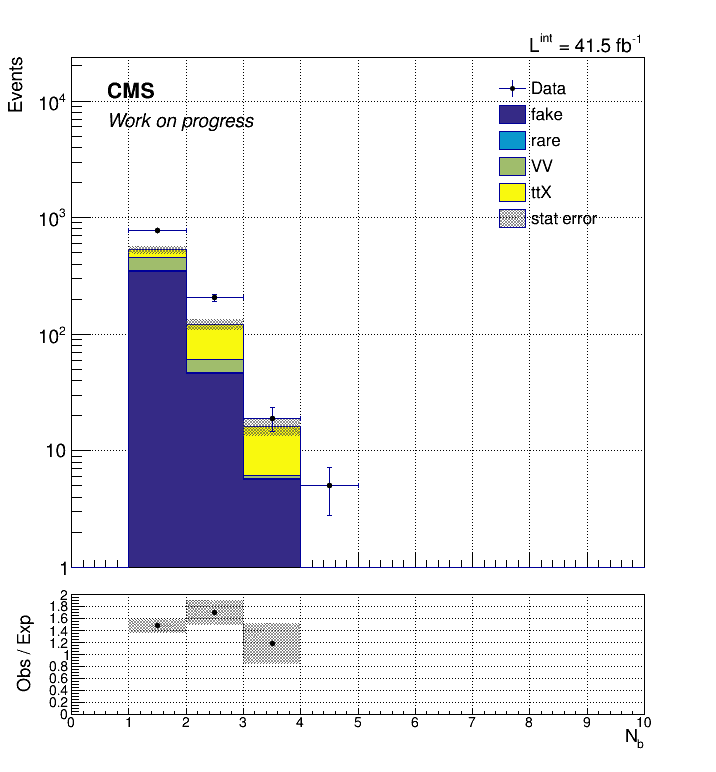 L^int = 41.5 fb^-1
Events
CMS
Work on progress
Data
fake
rare
VV
ttX
stat error
10^4
10^3
10^2
10
1
Obs / Exp
2
1.8
1.6
1.4
1.2
1
0.8
0.6
0.4
0.2
0
0 1 2 3 4 5 6 7 8 9 10
N_b